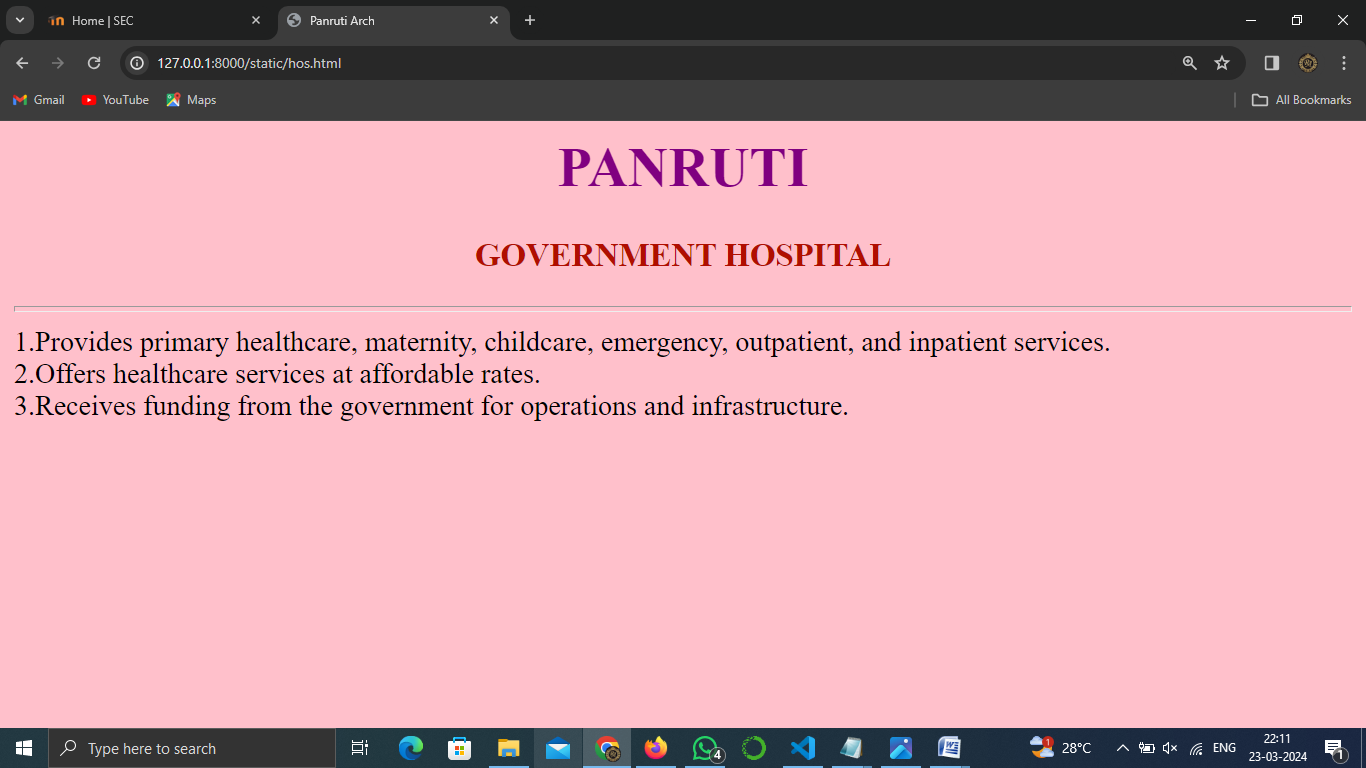 Home | SEC
Panruti Arch
127.0.0.1:8000/static/hos.html
Gmail
YouTube
Maps
All Bookmarks
PANRUTI
GOVERNMENT HOSPITAL
1.Provides primary healthcare, maternity, childcare, emergency, outpatient, and inpatient services.
2.Offers healthcare services at affordable rates.
3.Receives funding from the government for operations and infrastructure.
Type here to search
4
1
28°C
ENG
22:11
23-03-2024
1